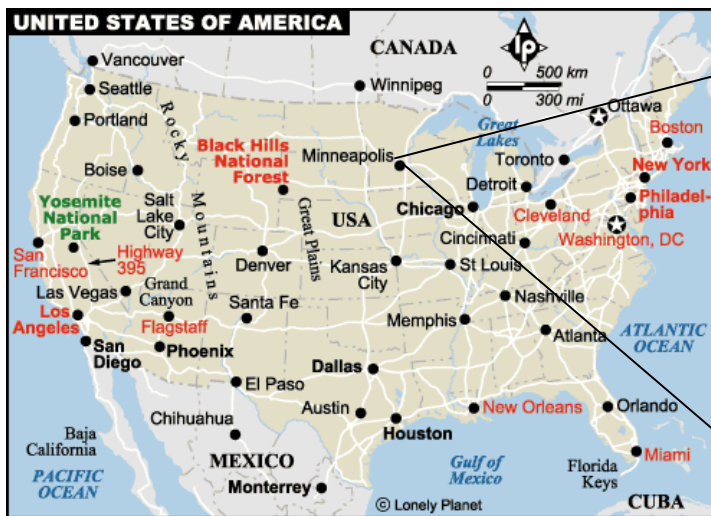 UNITED STATES OF AMERICA
CANADA
lp
Vancouver
Winnipeg
0 500 km
0 300 mi
Seattle
Ottawa
Portland
Rocky
Mountains
Great
Lakes
Boston
Black Hills
National
Forest
Minneapolis
Toronto
New York
Boise
Detroit
Philadel-
phia
Salt
Lake
City
Yosemite
National
Park
Great Plains
USA
Chicago
Cleveland
Washington, DC
San
Francisco
Highway
395
Denver
Kansas
City
Cincinnati
St Louis
Las Vegas
Grand
Canyon
Santa Fe
Nashville
Los
Angeles
Flagstaff
Memphis
Atlanta
ATLANTIC
OCEAN
San
Diego
Phoenix
Dallas
El Paso
Austin
New Orleans
Orlando
Chihuahua
Houston
Baja
California
MEXICO
Gulf of
Mexico
Florida
Keys
Miami
PACIFIC
OCEAN
Monterrey
© Lonely Planet
CUBA